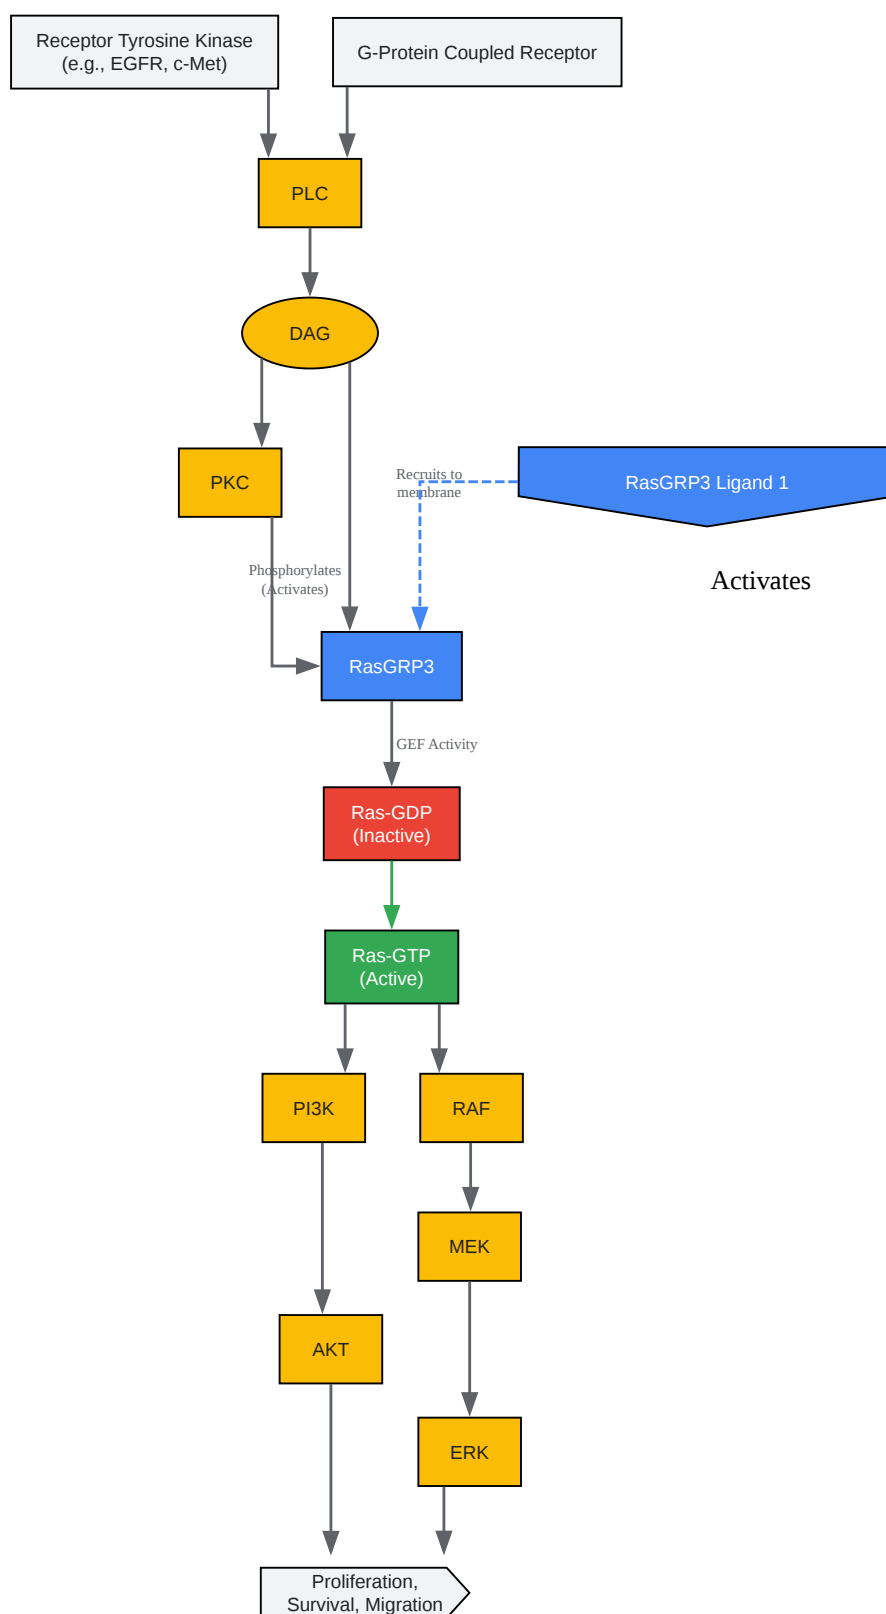 Receptor Tyrosine Kinase
(e.g., EGFR, c-Met)
G-Protein Coupled Receptor
PLC
DAG
PKC
Recruits to
membrane
RasGRP3 Ligand 1
Phosphorylates
(Activates)
Activates
RasGRP3
GEF Activity
Ras-GDP
(Inactive)
Ras-GTP
(Active)
PI3K
RAF
MEK
AKT
ERK
Proliferation,
Survival, Migration